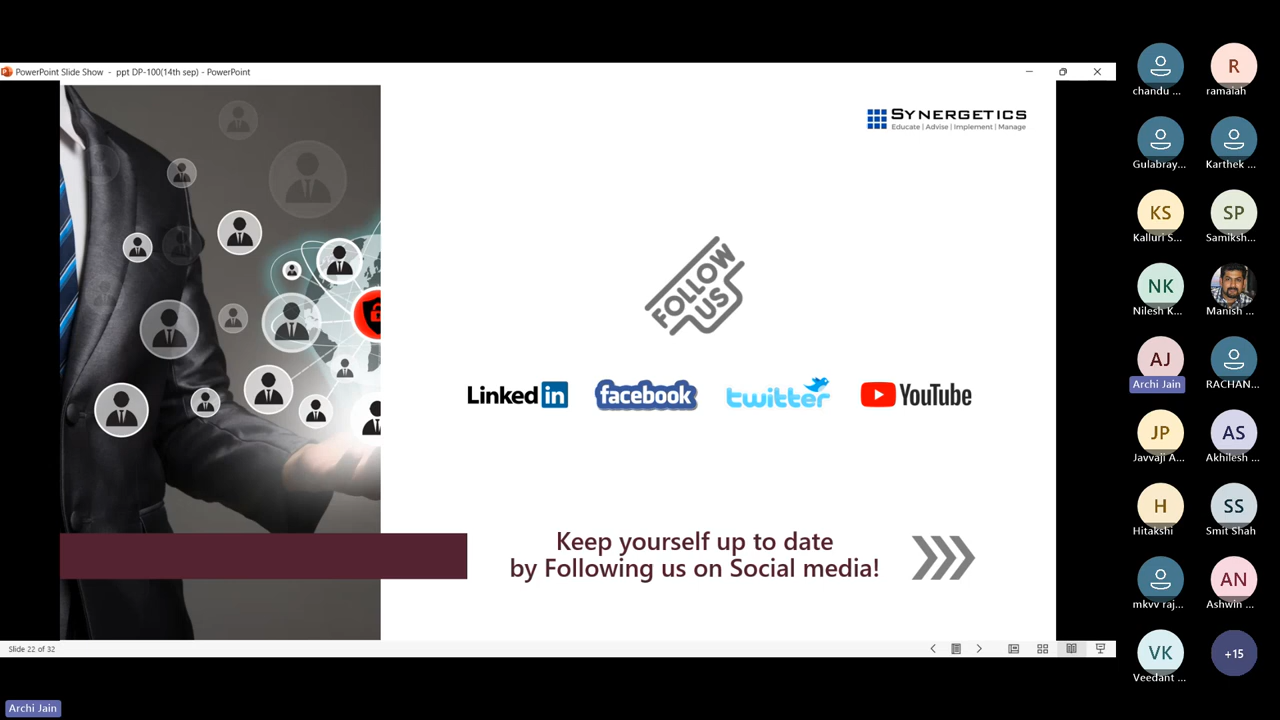 PowerPoint Slide Show - ppt DP-100(14th sep) - PowerPoint
SYNERGETICS
Educate | Advise | Implement | Manage
FOLLOW
US
Linked in
facebook
twitter
YouTube
Keep yourself up to date
by Following us on Social media!
Slide 22 of 32
chandu ...
R
ramaiah
Gulabray...
Karthek ...
KS
Kalluri S...
SP
Samiksh...
NK
Nilesh K...
Manish ...
AJ
Archi Jain
RACHAN...
JP
Javvaji A...
AS
Akhilesh ...
H
Hitakshi
SS
Smit Shah
mkvv raj...
AN
Ashwin ...
VK
Veedant ...
+15
Archi Jain